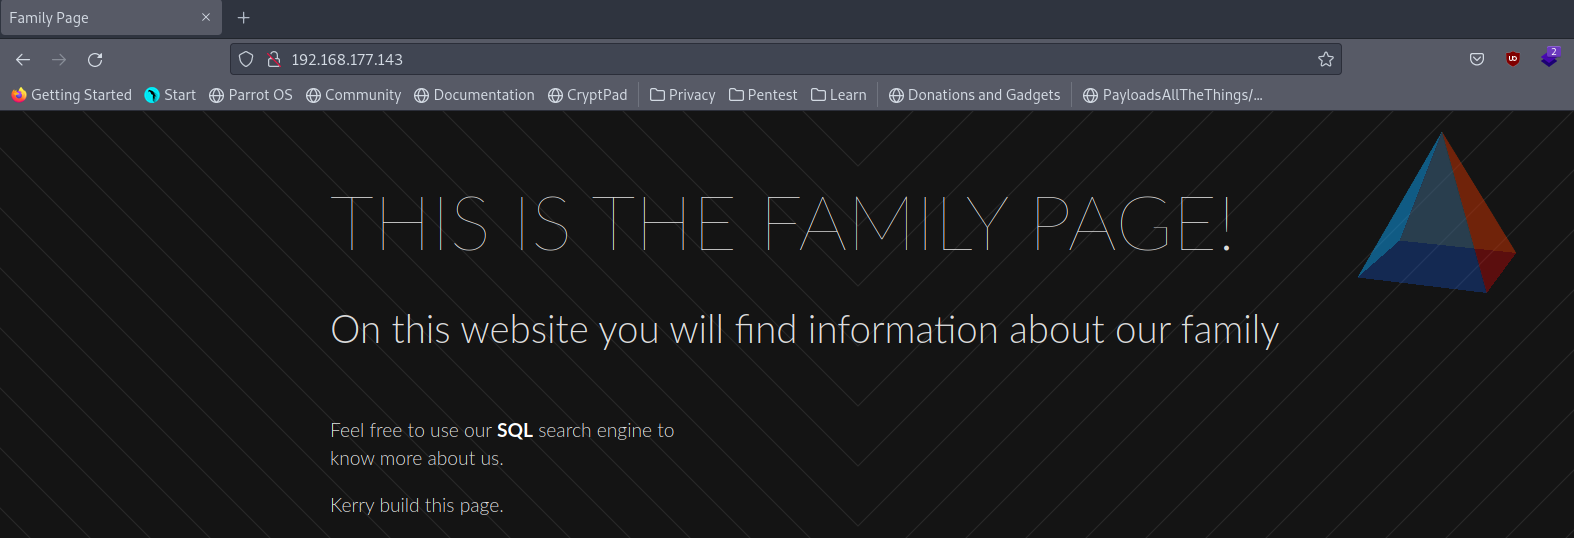 Family Page
192.168.177.143
2
Getting Started Start Parrot OS Community Documentation CryptPad Privacy Pentest Learn Donations and Gadgets PayloadsAllTheThings/...
THIS IS THE FAMILY PAGE!
On this website you will find information about our family
Feel free to use our SQL search engine to
know more about us.
Kerry build this page.